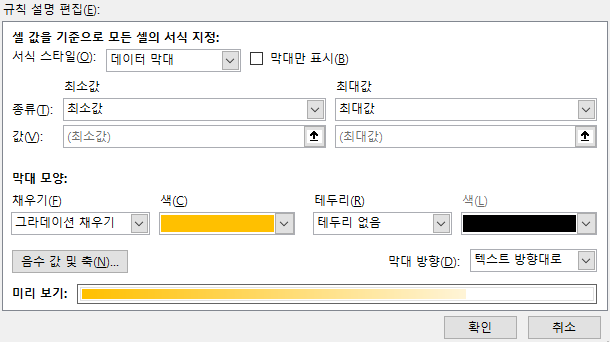 규칙 설명 편집(E):
셀 값을 기준으로 모든 셀의 서식 지정:
서식 스타일(O): 데이터 막대 막대만 표시(B)
최소값 최대값
종류(T): 최소값 최대값
값(V): (최소값) (최대값)
막대 모양:
채우기(F) 색(C) 테두리(R) 색(L)
그라데이션 채우기 테두리 없음
음수 값 및 축(N)... 막대 방향(D): 텍스트 방향대로
미리 보기:
확인 취소